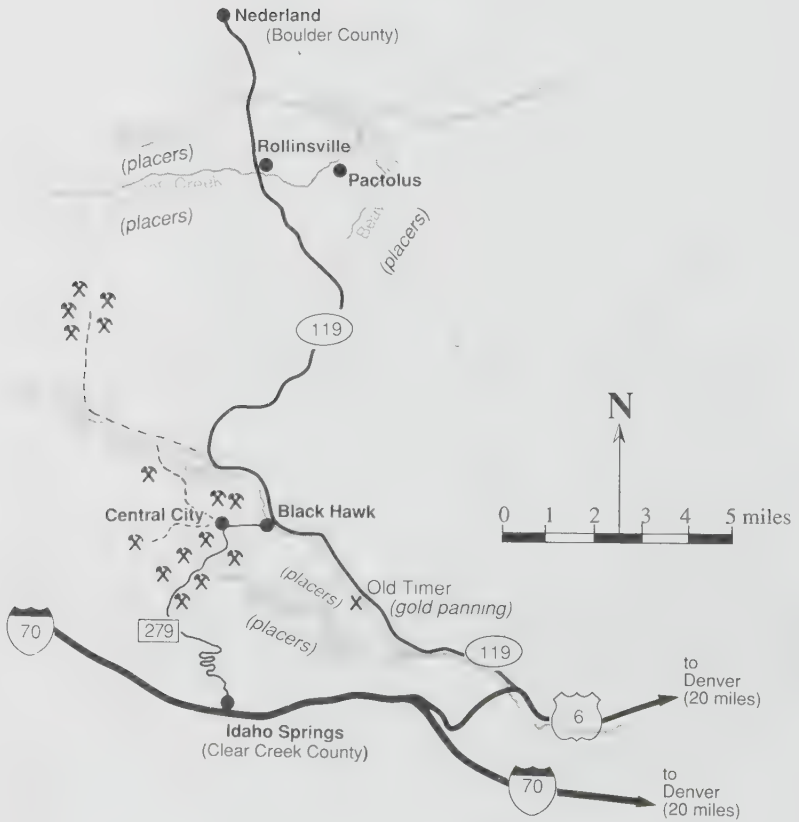 Nederland
(Boulder County)
(placers)
Rollinsville
Pactolus
(placers)
(placers)
119
N
Central City
Black Hawk
0 1 2 3 4 5 miles
(placers)
Old Timer
(gold panning)
(placers)
70
279
119
6
to
Denver
(20 miles)
Idaho Springs
(Clear Creek County)
70
to
Denver
(20 miles)